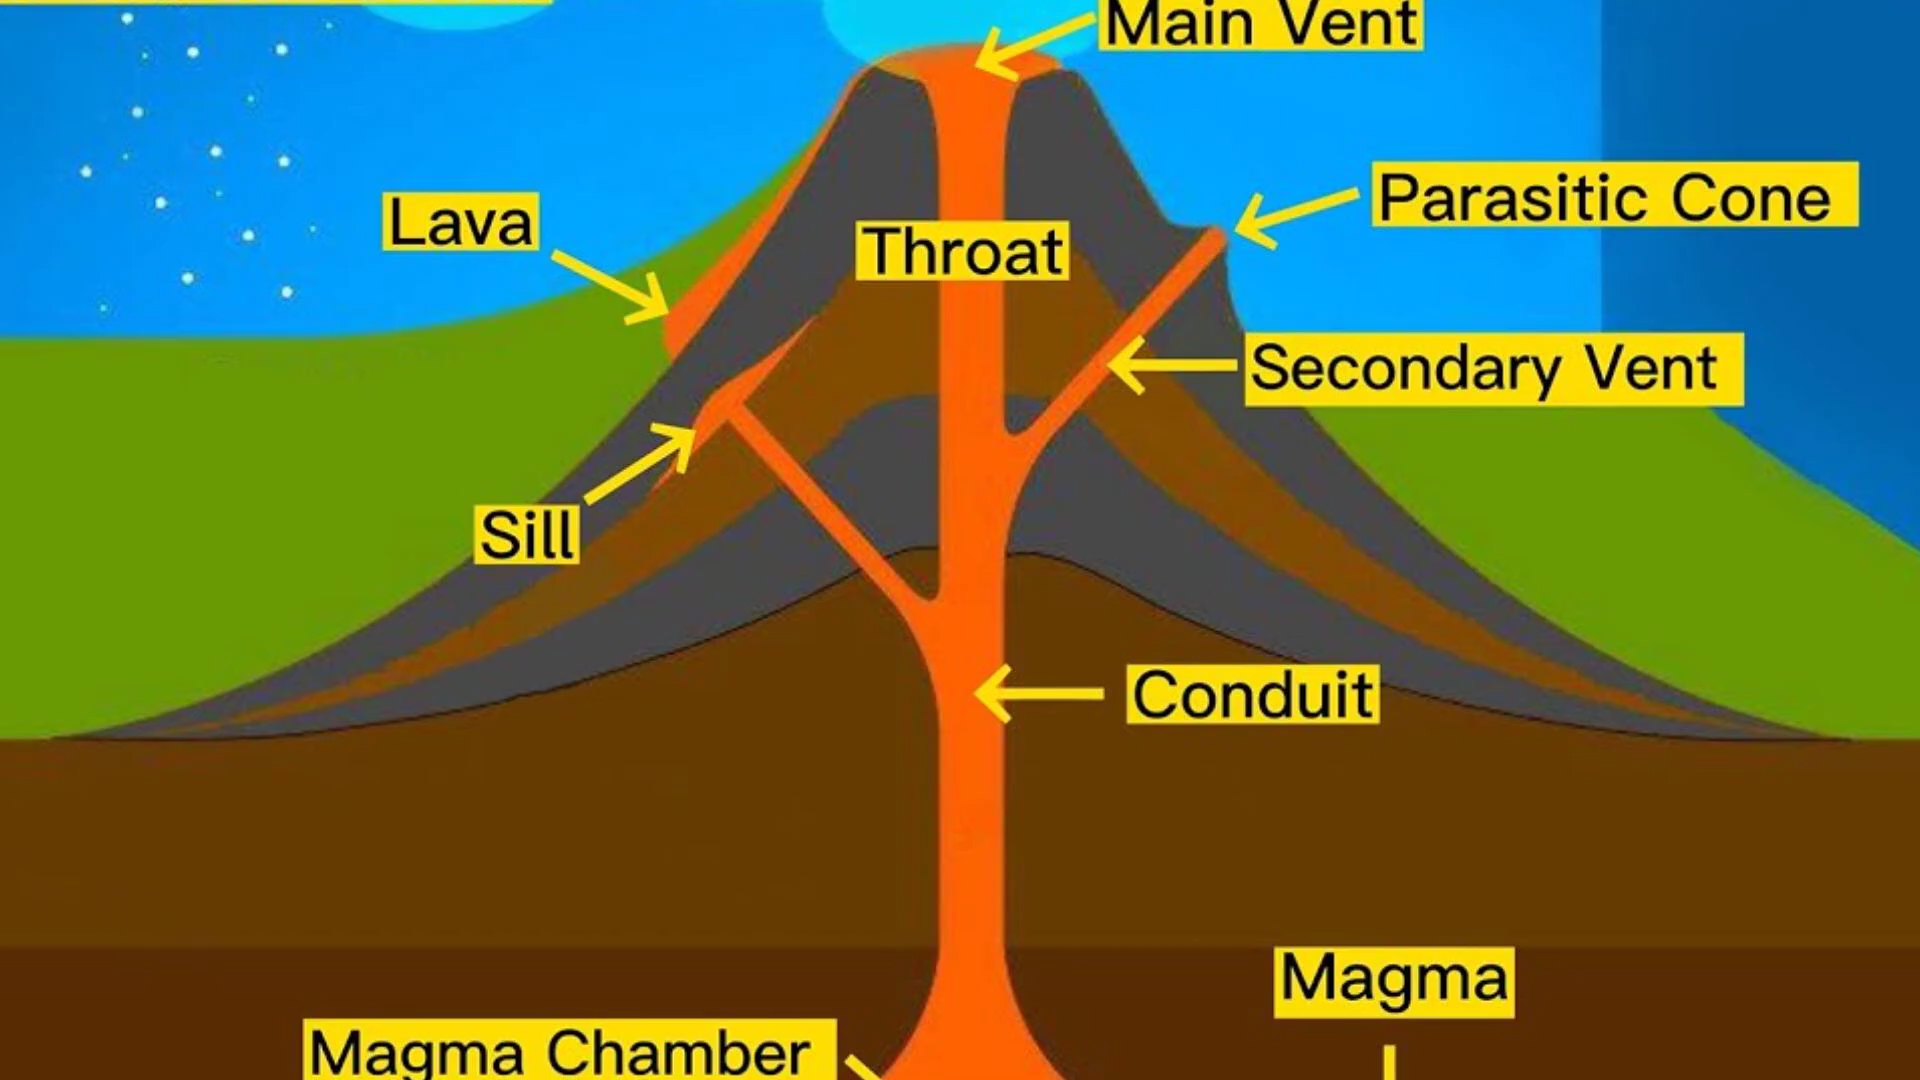 Main Vent
Parasitic Cone
Lava
Throat
Secondary Vent
Sill
Conduit
Magma
Magma Chamber